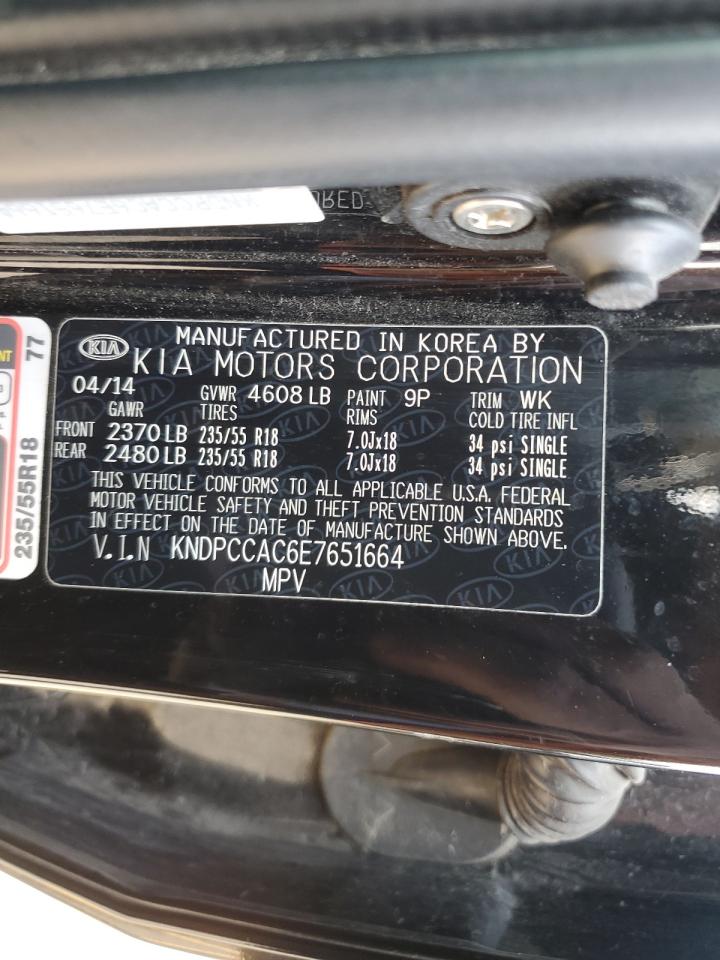 KIA
MANUFACTURED IN KOREA BY
KIA MOTORS CORPORATION
04/14 GVWR 4608 LB PAINT 9P TRIM WK
GAWR TIRES RIMS COLD TIRE INFL
FRONT 2370 LB 235/55 R18 7.0Jx18 34 psi SINGLE
REAR 2480 LB 235/55 R18 7.0Jx18 34 psi SINGLE
THIS VEHICLE CONFORMS TO ALL APPLICABLE U.S.A. FEDERAL
MOTOR VEHICLE SAFETY AND THEFT PREVENTION STANDARDS
IN EFFECT ON THE DATE OF MANUFACTURE SHOWN ABOVE.
V.I.N KNDPCCAC6E7651664
MPV
235/55R18 77